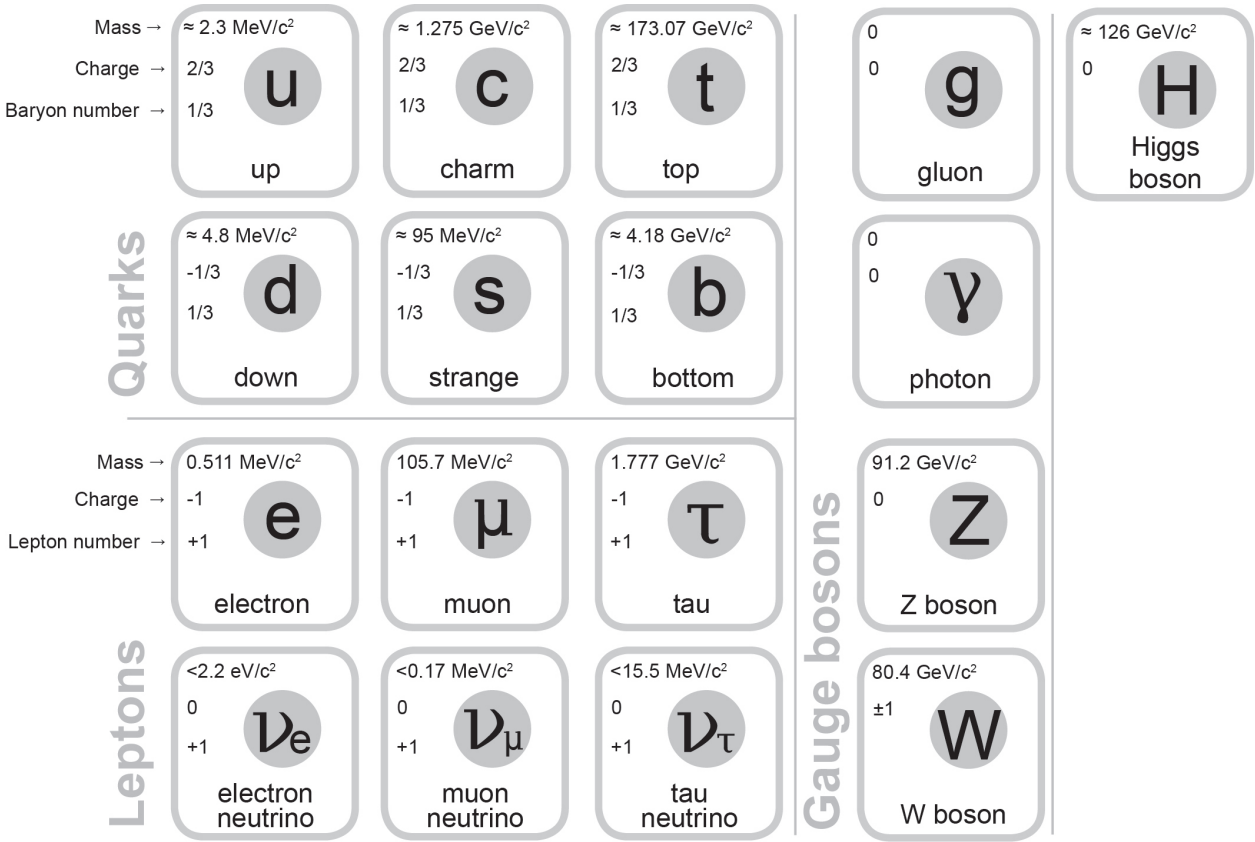 Mass → ≈ 2.3 MeV/c²
Charge → 2/3
Baryon number → 1/3
u
up
≈ 1.275 GeV/c²
2/3
1/3
c
charm
≈ 173.07 GeV/c²
2/3
1/3
t
top
0
0
g
gluon
≈ 126 GeV/c²
0
H
Higgs
boson
Quarks
≈ 4.8 MeV/c²
-1/3
1/3
d
down
≈ 95 MeV/c²
-1/3
1/3
s
strange
≈ 4.18 GeV/c²
-1/3
1/3
b
bottom
0
0
γ
photon
Mass → 0.511 MeV/c²
Charge → -1
Lepton number → +1
e
electron
105.7 MeV/c²
-1
+1
μ
muon
1.777 GeV/c²
-1
+1
τ
tau
Gauge bosons
91.2 GeV/c²
0
Z
Z boson
Leptons
<2.2 eV/c²
0
+1
νe
electron
neutrino
<0.17 MeV/c²
0
+1
νμ
muon
neutrino
<15.5 MeV/c²
0
+1
ντ
tau
neutrino
80.4 GeV/c²
±1
W
W boson